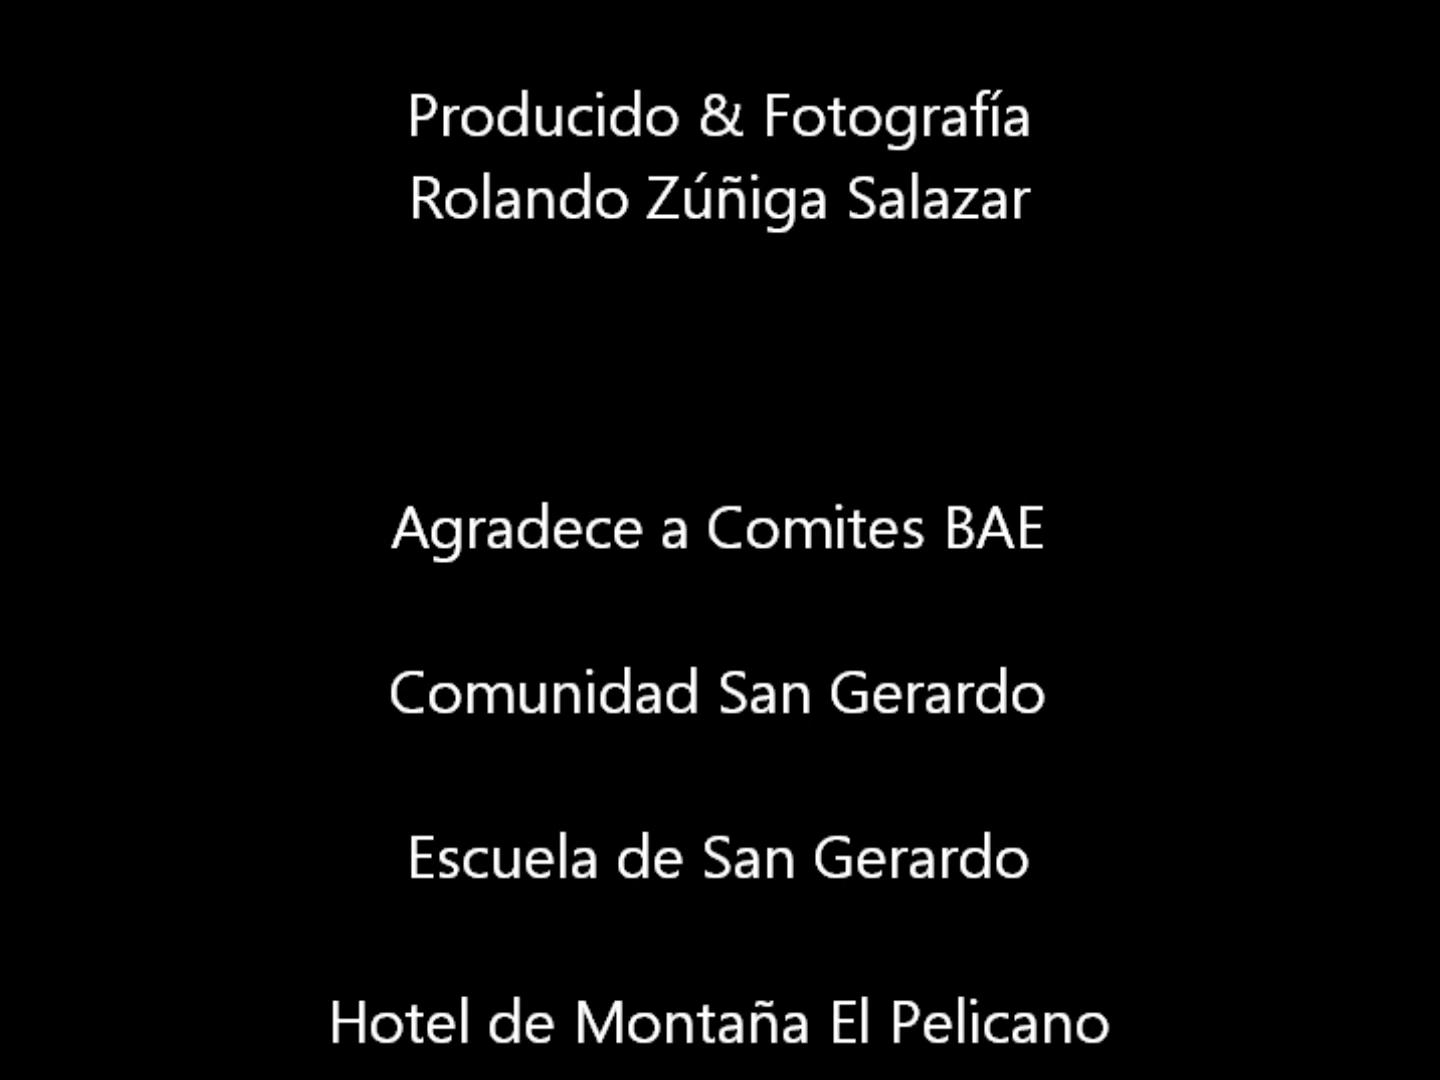 Producido & Fotografía
Rolando Zúñiga Salazar
Agradece a Comites BAE
Comunidad San Gerardo
Escuela de San Gerardo
Hotel de Montaña El Pelicano